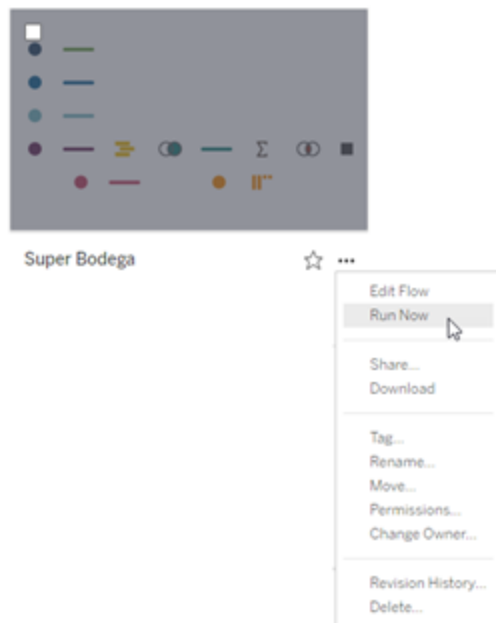 Super Bodega
Edit Flow
Run Now
Share...
Download
Tag...
Rename...
Move...
Permissions...
Change Owner...
Revision History...
Delete...